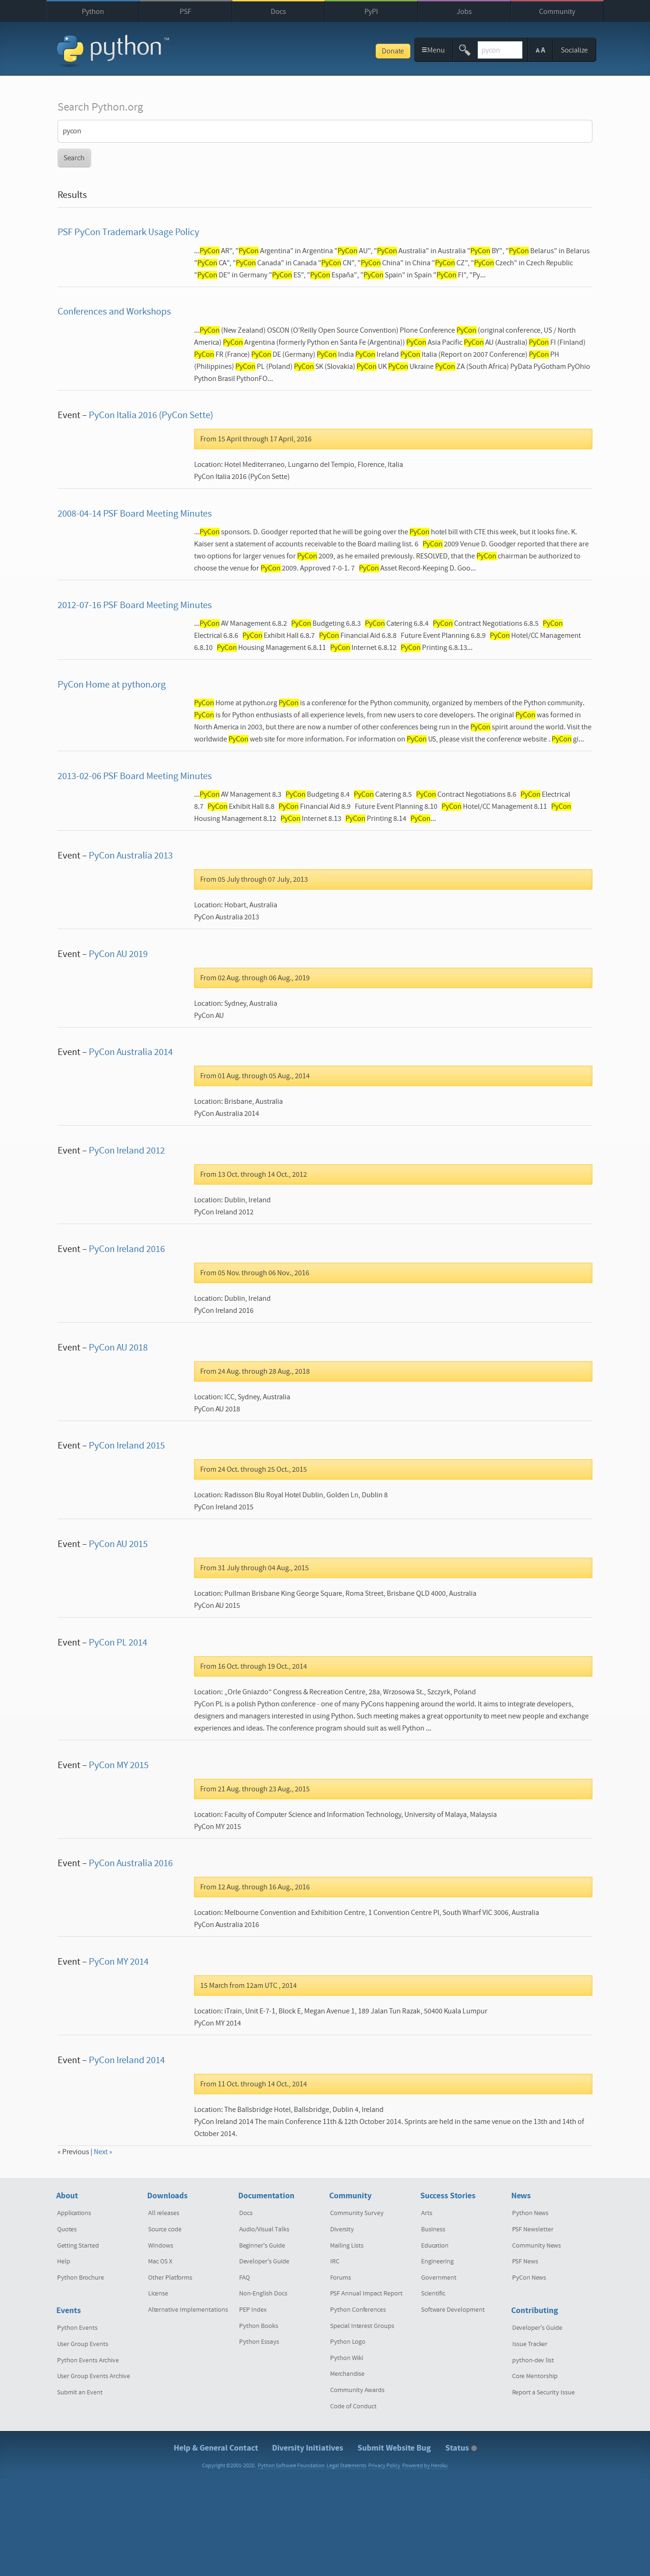 Python
PSF
Docs
PyPI
Jobs
Community
python™
Donate
≡Menu
pycon
A A
Socialize
Search Python.org
pycon
Search
Results
PSF PyCon Trademark Usage Policy
...PyCon AR", "PyCon Argentina" in Argentina "PyCon AU", "PyCon Australia" in Australia "PyCon BY", "PyCon Belarus" in Belarus
"PyCon CA", "PyCon Canada" in Canada "PyCon CN", "PyCon China" in China "PyCon CZ", "PyCon Czech" in Czech Republic
"PyCon DE" in Germany "PyCon ES", "PyCon España", "PyCon Spain" in Spain "PyCon FI", "Py...
Conferences and Workshops
...PyCon (New Zealand) OSCON (O'Reilly Open Source Convention) Plone Conference PyCon (original conference, US / North
America) PyCon Argentina (formerly Python en Santa Fe (Argentina)) PyCon Asia Pacific PyCon AU (Australia) PyCon FI (Finland)
PyCon FR (France) PyCon DE (Germany) PyCon India PyCon Ireland PyCon Italia (Report on 2007 Conference) PyCon PH
(Philippines) PyCon PL (Poland) PyCon SK (Slovakia) PyCon UK PyCon Ukraine PyCon ZA (South Africa) PyData PyGotham PyOhio
Python Brasil PythonFO...
Event – PyCon Italia 2016 (PyCon Sette)
From 15 April through 17 April, 2016
Location: Hotel Mediterraneo, Lungarno del Tempio, Florence, Italia
PyCon Italia 2016 (PyCon Sette)
2008-04-14 PSF Board Meeting Minutes
...PyCon sponsors. D. Goodger reported that he will be going over the PyCon hotel bill with CTE this week, but it looks fine. K.
Kaiser sent a statement of accounts receivable to the Board mailing list. 6 PyCon 2009 Venue D. Goodger reported that there are
two options for larger venues for PyCon 2009, as he emailed previously. RESOLVED, that the PyCon chairman be authorized to
choose the venue for PyCon 2009. Approved 7-0-1. 7 PyCon Asset Record-Keeping D. Goo...
2012-07-16 PSF Board Meeting Minutes
...PyCon AV Management 6.8.2 PyCon Budgeting 6.8.3 PyCon Catering 6.8.4 PyCon Contract Negotiations 6.8.5 PyCon
Electrical 6.8.6 PyCon Exhibit Hall 6.8.7 PyCon Financial Aid 6.8.8 Future Event Planning 6.8.9 PyCon Hotel/CC Management
6.8.10 PyCon Housing Management 6.8.11 PyCon Internet 6.8.12 PyCon Printing 6.8.13...
PyCon Home at python.org
PyCon Home at python.org PyCon is a conference for the Python community, organized by members of the Python community.
PyCon is for Python enthusiasts of all experience levels, from new users to core developers. The original PyCon was formed in
North America in 2003, but there are now a number of other conferences being run in the PyCon spirit around the world. Visit the
worldwide PyCon web site for more information. For information on PyCon US, please visit the conference website . PyCon gi...
2013-02-06 PSF Board Meeting Minutes
...PyCon AV Management 8.3 PyCon Budgeting 8.4 PyCon Catering 8.5 PyCon Contract Negotiations 8.6 PyCon Electrical
8.7 PyCon Exhibit Hall 8.8 PyCon Financial Aid 8.9 Future Event Planning 8.10 PyCon Hotel/CC Management 8.11 PyCon
Housing Management 8.12 PyCon Internet 8.13 PyCon Printing 8.14 PyCon...
Event – PyCon Australia 2013
From 05 July through 07 July, 2013
Location: Hobart, Australia
PyCon Australia 2013
Event – PyCon AU 2019
From 02 Aug. through 06 Aug., 2019
Location: Sydney, Australia
PyCon AU
Event – PyCon Australia 2014
From 01 Aug. through 05 Aug., 2014
Location: Brisbane, Australia
PyCon Australia 2014
Event – PyCon Ireland 2012
From 13 Oct. through 14 Oct., 2012
Location: Dublin, Ireland
PyCon Ireland 2012
Event – PyCon Ireland 2016
From 05 Nov. through 06 Nov., 2016
Location: Dublin, Ireland
PyCon Ireland 2016
Event – PyCon AU 2018
From 24 Aug. through 28 Aug., 2018
Location: ICC, Sydney, Australia
PyCon AU 2018
Event – PyCon Ireland 2015
From 24 Oct. through 25 Oct., 2015
Location: Radisson Blu Royal Hotel Dublin, Golden Ln, Dublin 8
PyCon Ireland 2015
Event – PyCon AU 2015
From 31 July through 04 Aug., 2015
Location: Pullman Brisbane King George Square, Roma Street, Brisbane QLD 4000, Australia
PyCon AU 2015
Event – PyCon PL 2014
From 16 Oct. through 19 Oct., 2014
Location: „Orle Gniazdo” Congress & Recreation Centre, 28a, Wrzosowa St., Szczyrk, Poland
PyCon PL is a polish Python conference - one of many PyCons happening around the world. It aims to integrate developers,
designers and managers interested in using Python. Such meeting makes a great opportunity to meet new people and exchange
experiences and ideas. The conference program should suit as well Python ...
Event – PyCon MY 2015
From 21 Aug. through 23 Aug., 2015
Location: Faculty of Computer Science and Information Technology, University of Malaya, Malaysia
PyCon MY 2015
Event – PyCon Australia 2016
From 12 Aug. through 16 Aug., 2016
Location: Melbourne Convention and Exhibition Centre, 1 Convention Centre Pl, South Wharf VIC 3006, Australia
PyCon Australia 2016
Event – PyCon MY 2014
15 March from 12am UTC , 2014
Location: iTrain, Unit E-7-1, Block E, Megan Avenue 1, 189 Jalan Tun Razak, 50400 Kuala Lumpur
PyCon MY 2014
Event – PyCon Ireland 2014
From 11 Oct. through 14 Oct., 2014
Location: The Ballsbridge Hotel, Ballsbridge, Dublin 4, Ireland
PyCon Ireland 2014 The main Conference 11th & 12th October 2014. Sprints are held in the same venue on the 13th and 14th of
October 2014.
« Previous | Next »
About
Applications
Quotes
Getting Started
Help
Python Brochure
Downloads
All releases
Source code
Windows
Mac OS X
Other Platforms
License
Alternative Implementations
Documentation
Docs
Audio/Visual Talks
Beginner's Guide
Developer's Guide
FAQ
Non-English Docs
PEP Index
Python Books
Python Essays
Community
Community Survey
Diversity
Mailing Lists
IRC
Forums
PSF Annual Impact Report
Python Conferences
Special Interest Groups
Python Logo
Python Wiki
Merchandise
Community Awards
Code of Conduct
Success Stories
Arts
Business
Education
Engineering
Government
Scientific
Software Development
News
Python News
PSF Newsletter
Community News
PSF News
PyCon News
Events
Python Events
User Group Events
Python Events Archive
User Group Events Archive
Submit an Event
Contributing
Developer's Guide
Issue Tracker
python-dev list
Core Mentorship
Report a Security Issue
Help & General Contact
Diversity Initiatives
Submit Website Bug
Status
Copyright ©2001-2025. Python Software Foundation Legal Statements Privacy Policy Powered by Heroku